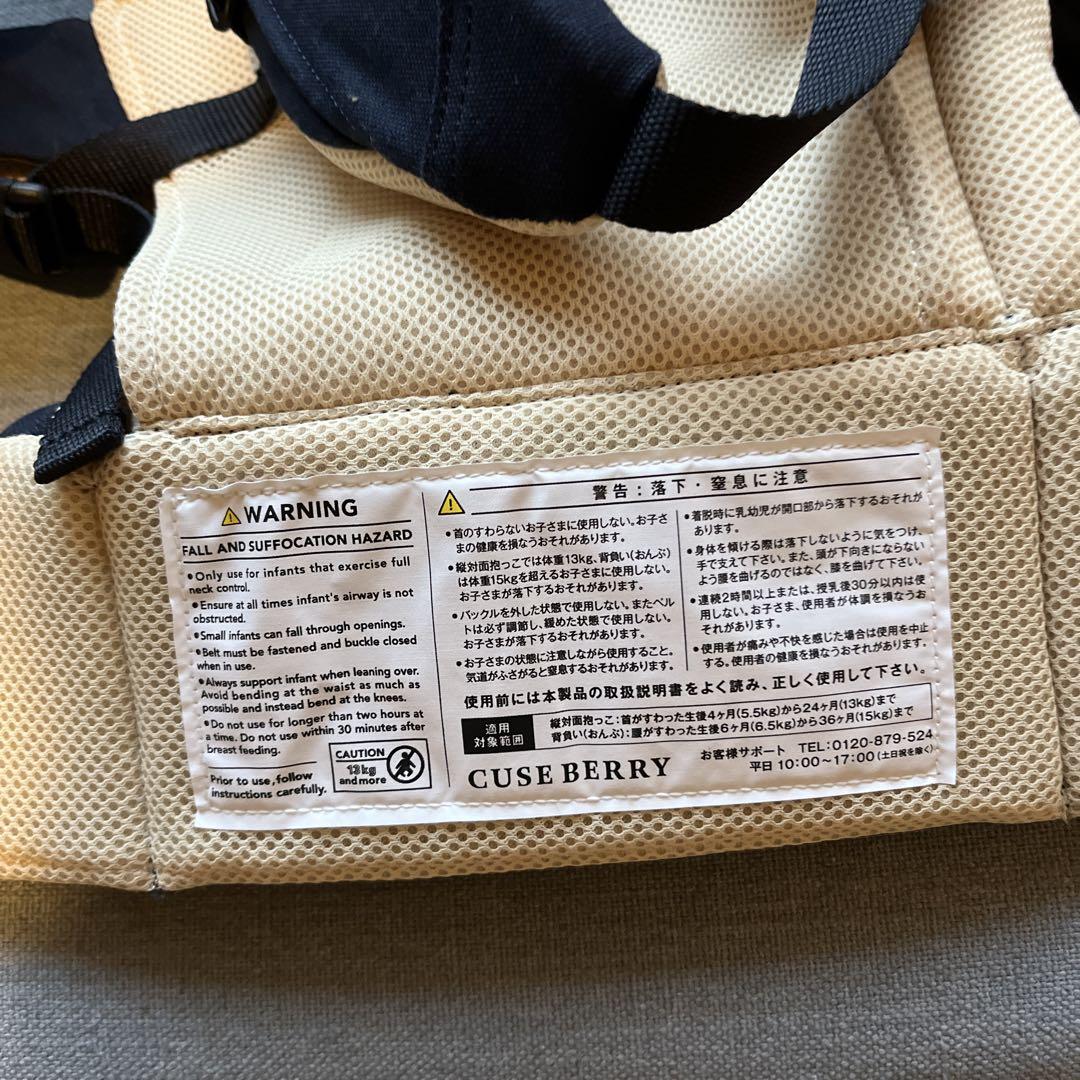 ⚠WARNING
FALL AND SUFFOCATION HAZARD
•Only use for infants that exercise full
neck control.
•Ensure at all times infant's airway is not
obstructed.
•Small infants can fall through openings.
•Belt must be fastened and buckle closed
when in use.
•Always support infant when leaning over.
Avoid bending at the waist as much as
possible and instead bend at the knees.
•Do not use for longer than two hours at
a time. Do not use within 30 minutes after
breast feeding.
Prior to use,follow
instructions carefully.
CAUTION
13kg
and more
警告：落下・窒息に注意
•首のすわらないお子さまに使用しない。お子さ
まの健康を損なうおそれがあります。
•縦対面抱っこでは体重13kg、背負い(おんぶ)
は体重15kgを超えるお子さまに使用しない。
お子さまが落下するおそれがあります。
•バックルを外した状態で使用しない。またベル
トは必ず調節し、緩めた状態で使用しない。
お子さまが落下するおそれがあります。
•お子さまの状態に注意しながら使用すること。
気道がふさがると窒息するおそれがあります。
•着脱時に乳幼児が開口部から落下するおそれが
あります。
•身体を傾ける際は落下しないように気をつけ、
手で支えて下さい。また、頭が下向きにならない
よう腰を曲げるのではなく、膝を曲げて下さい。
•連続2時間以上または、授乳後30分以内は使
用しない。お子さま、使用者が体調を損なうお
それがあります。
•使用者が痛みや不快を感じた場合は使用を中止
する。使用者の健康を損なうおそれがあります。
使用前には本製品の取扱説明書をよく読み、正しく使用して下さい。
適用
対象範囲
縦対面抱っこ：首がすわった生後4ヶ月(5.5kg)から24ヶ月(13kg)まで
背負い(おんぶ)：腰がすわった生後6ヶ月(6.5kg)から36ヶ月(15kg)まで
CUSE BERRY
お客様サポート TEL:0120-879-524
平日 10:00～17:00 (土日祝を除く)